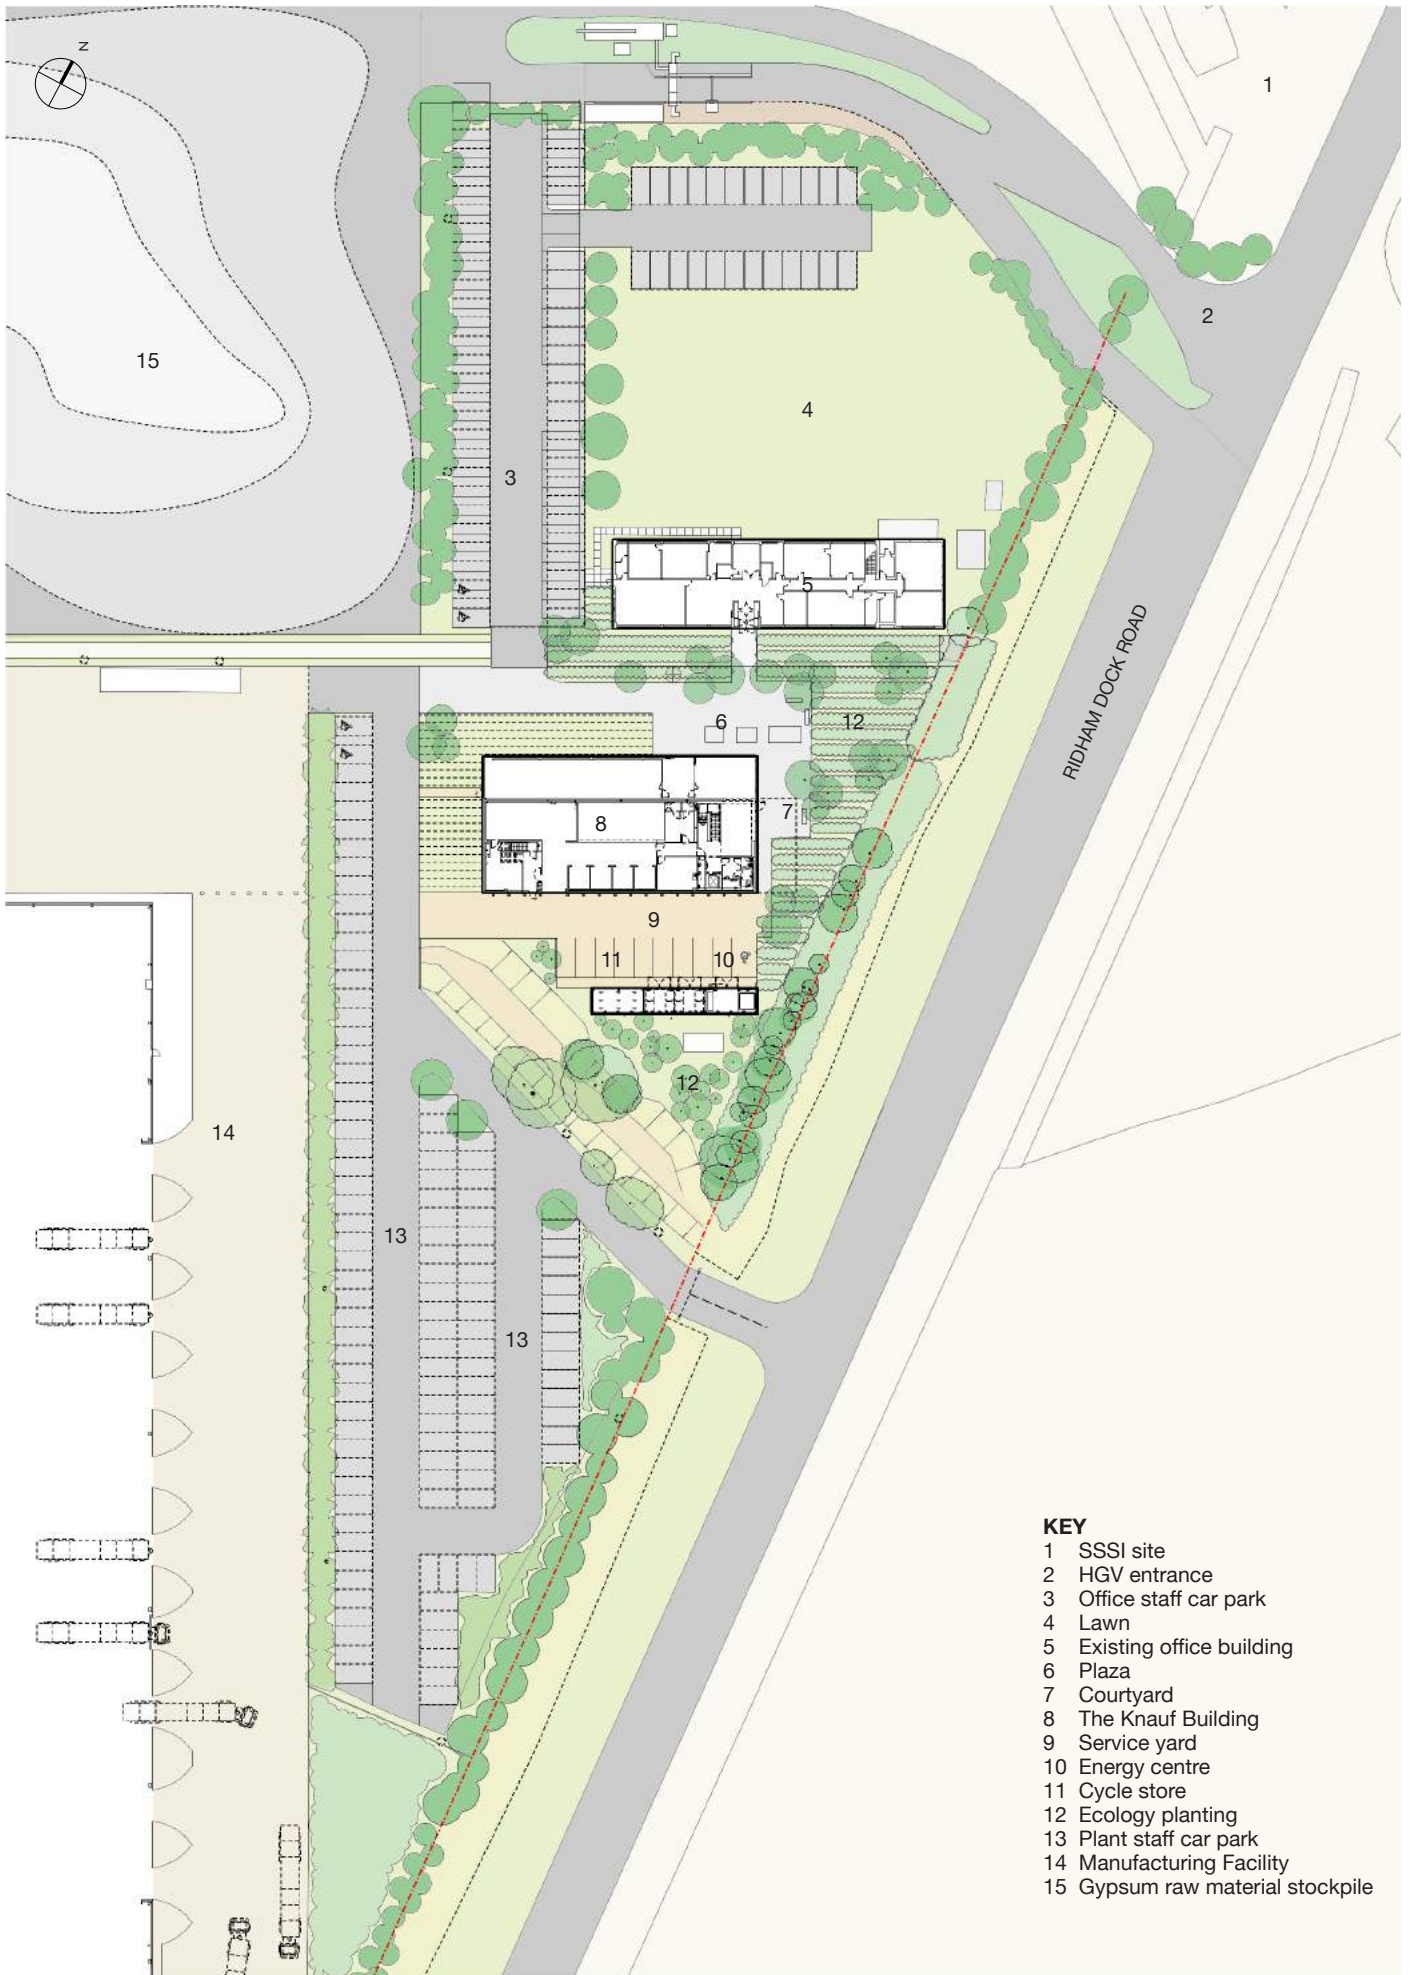 N
1
2
15
4
3
5
RIDHAM DOCK ROAD
6
12
7
8
9
11
10
12
14
13
13
KEY
1 SSSI site
2 HGV entrance
3 Office staff car park
4 Lawn
5 Existing office building
6 Plaza
7 Courtyard
8 The Knauf Building
9 Service yard
10 Energy centre
11 Cycle store
12 Ecology planting
13 Plant staff car park
14 Manufacturing Facility
15 Gypsum raw material stockpile